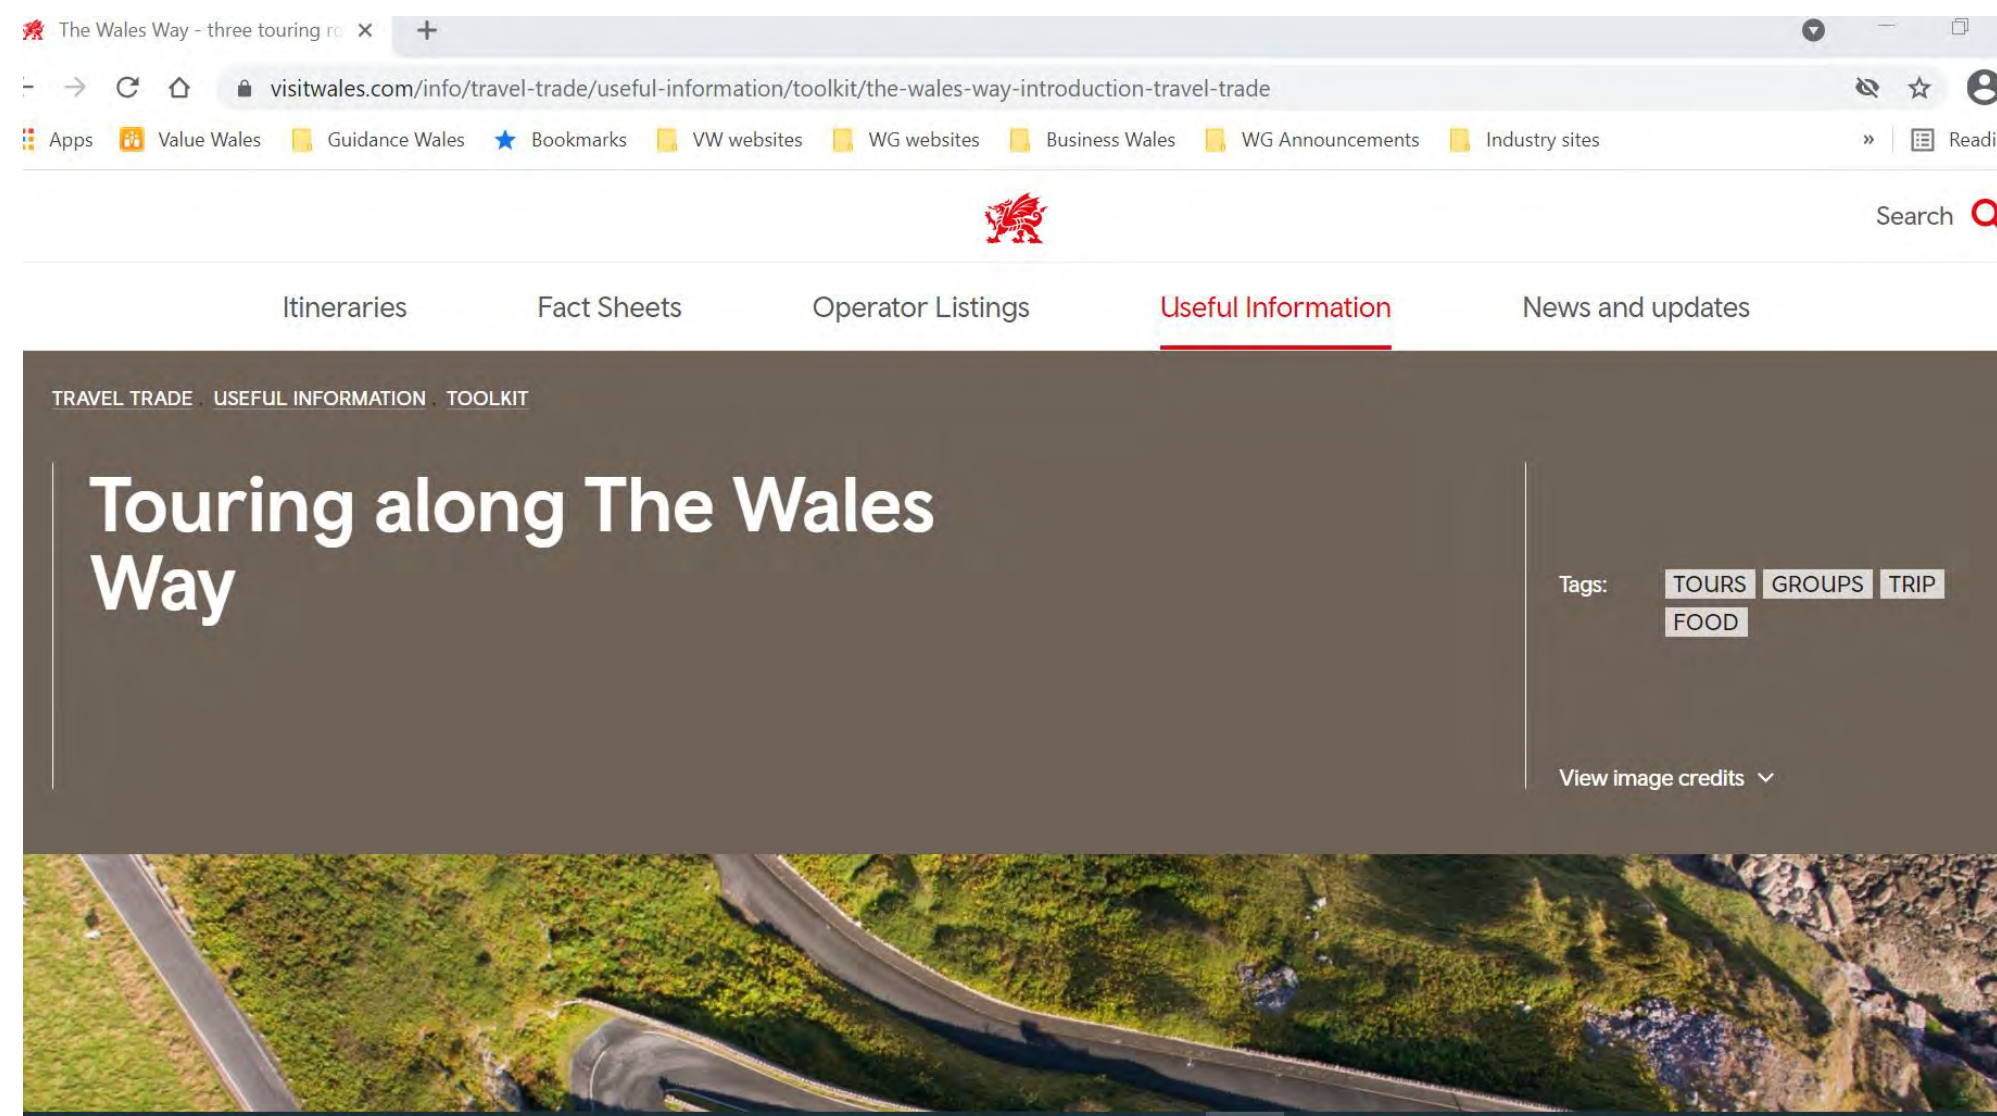 The Wales Way - three touring ro
visitwales.com/info/travel-trade/useful-information/toolkit/the-wales-way-introduction-travel-trade
Apps Value Wales Guidance Wales Bookmarks VW websites WG websites Business Wales WG Announcements Industry sites » Readi
Search
Itineraries Fact Sheets Operator Listings Useful Information News and updates
TRAVEL TRADE . USEFUL INFORMATION . TOOLKIT
Touring along The Wales
Way
Tags: TOURS GROUPS TRIP
FOOD
View image credits